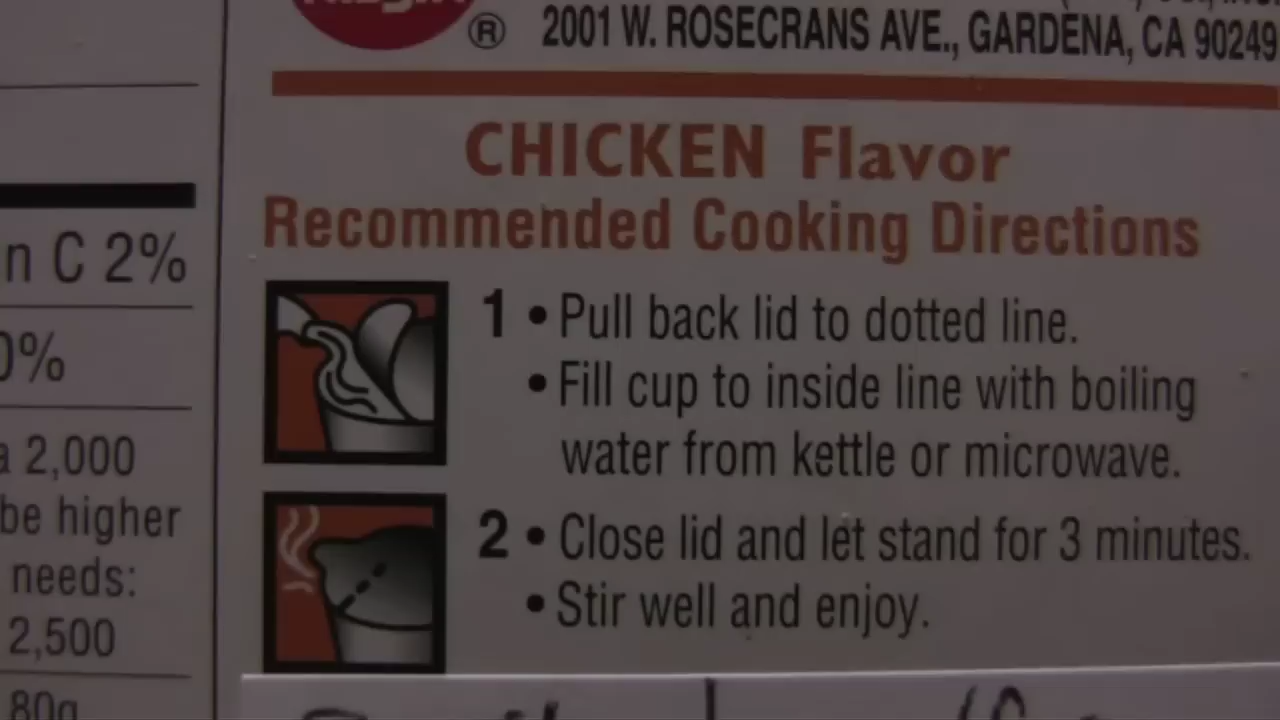 ®
2001 W. ROSECRANS AVE., GARDENA, CA 90249
CHICKEN Flavor
Recommended Cooking Directions
1 • Pull back lid to dotted line.
• Fill cup to inside line with boiling
water from kettle or microwave.
2 • Close lid and let stand for 3 minutes.
• Stir well and enjoy.
n C 2%
0%
a 2,000
be higher
needs:
2,500
80g